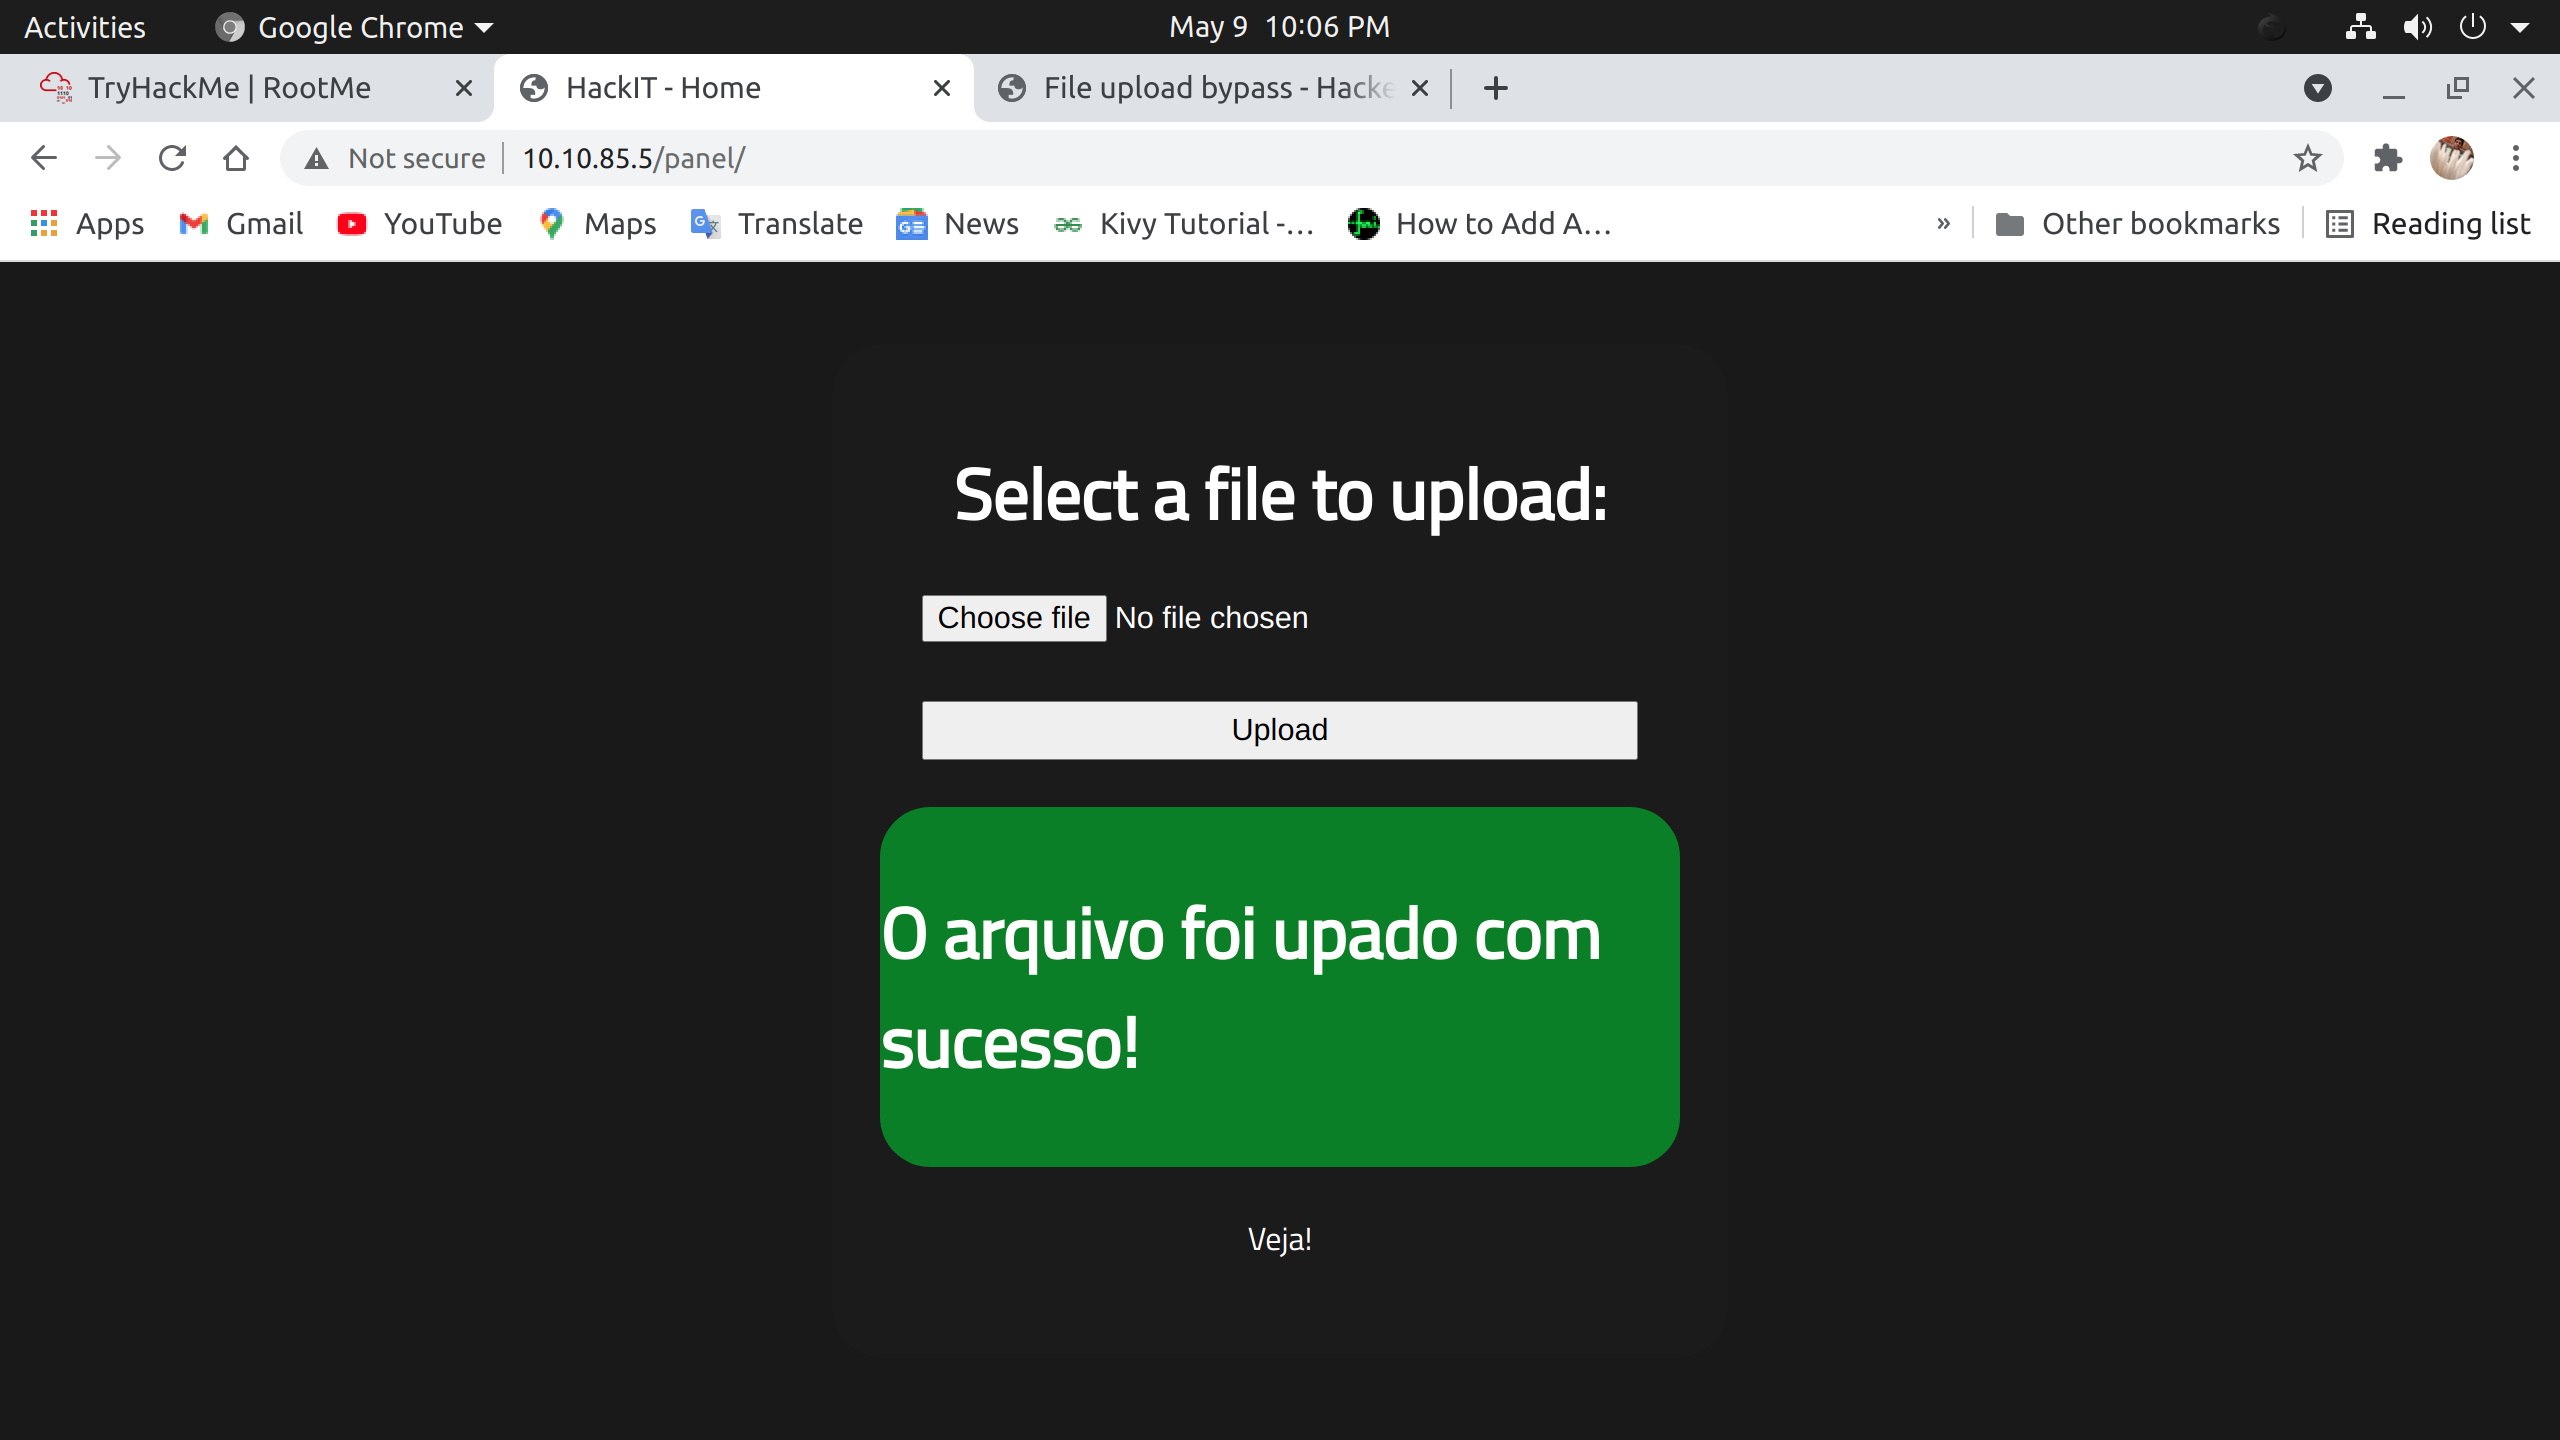 Activities Google Chrome May 9 10:06 PM
TryHackMe | RootMe HackIT - Home File upload bypass - Hacke
Not secure 10.10.85.5/panel/
Apps Gmail YouTube Maps Translate News Kivy Tutorial -… How to Add A… » Other bookmarks Reading list
Select a file to upload:
Choose file No file chosen
Upload
O arquivo foi upado com
sucesso!
Veja!